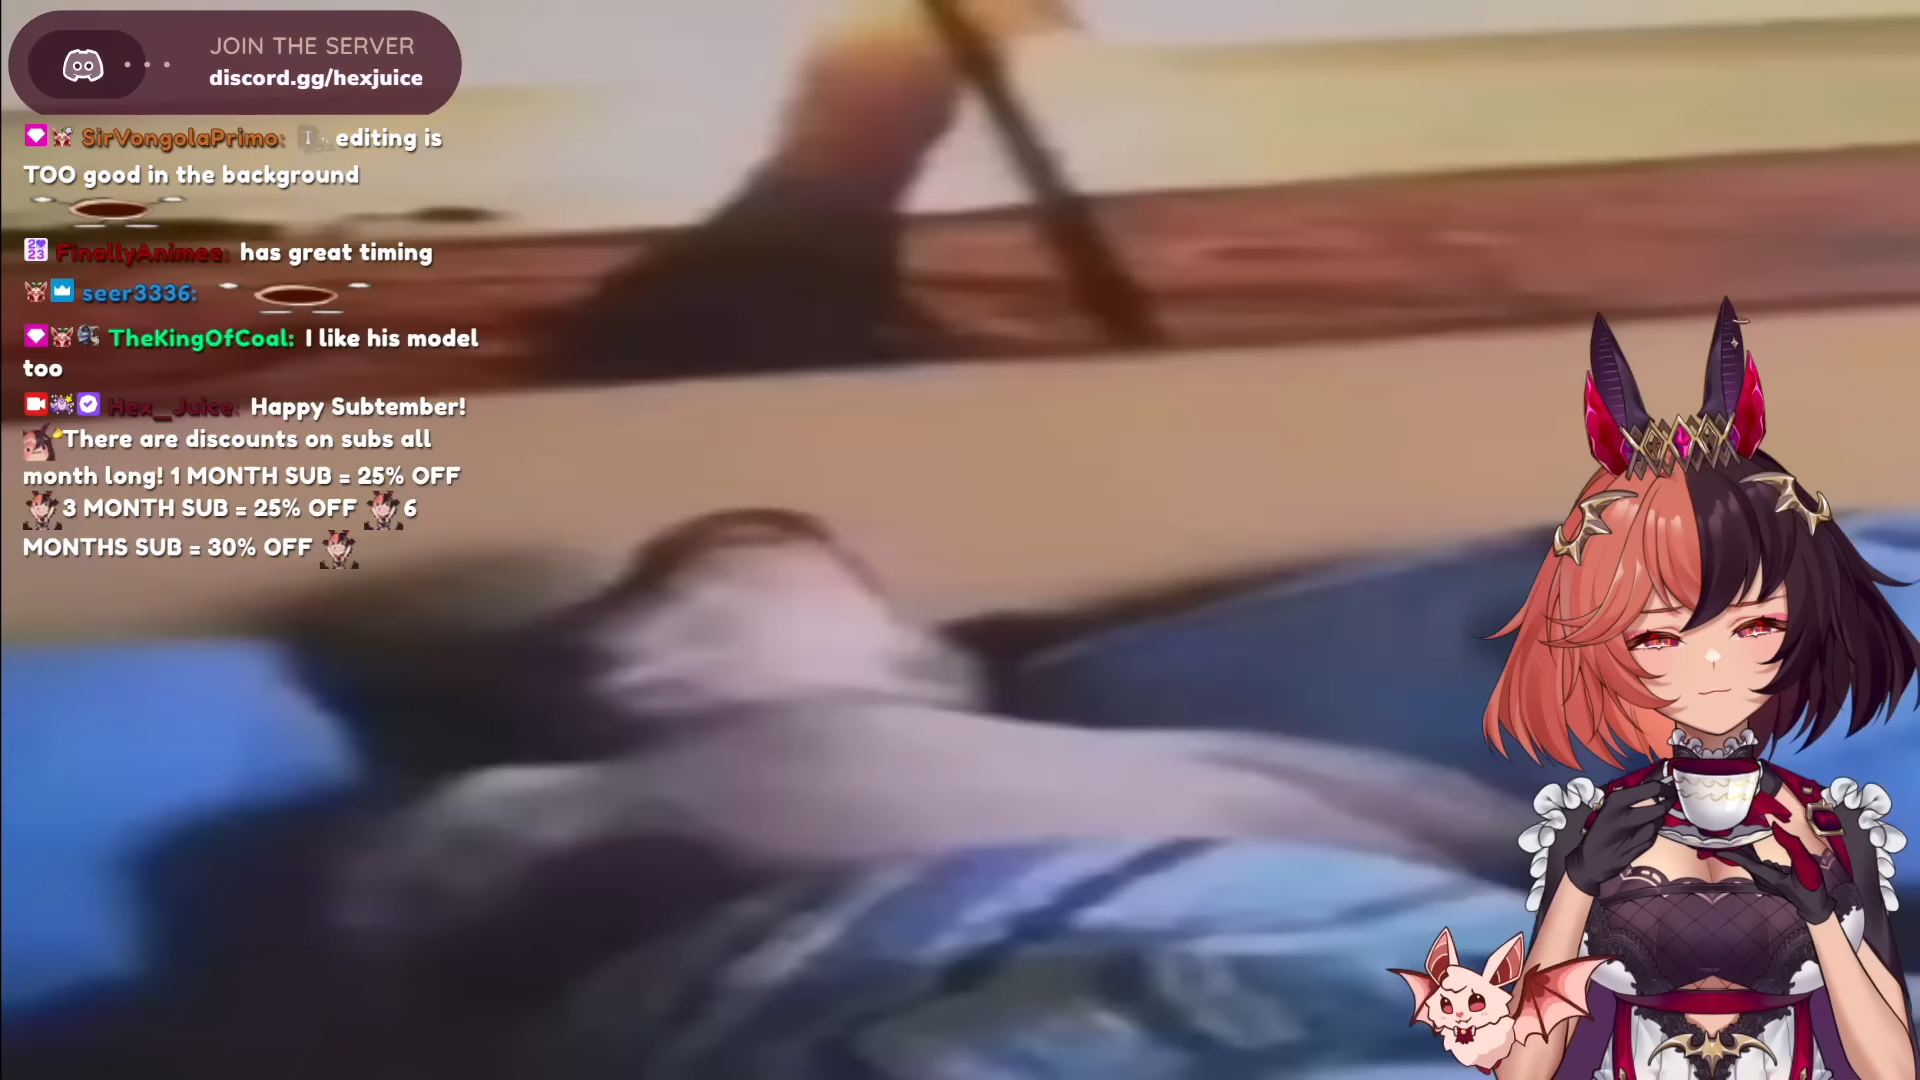 JOIN THE SERVER
discord.gg/hexjuice
SirVongolaPrimo: editing is
TOO good in the background
FinallyAnimee: has great timing
seer3336:
TheKingOfCoal: I like his model
too
Hex_Juice: Happy Subtember!
There are discounts on subs all
month long! 1 MONTH SUB = 25% OFF
3 MONTH SUB = 25% OFF 6
MONTHS SUB = 30% OFF